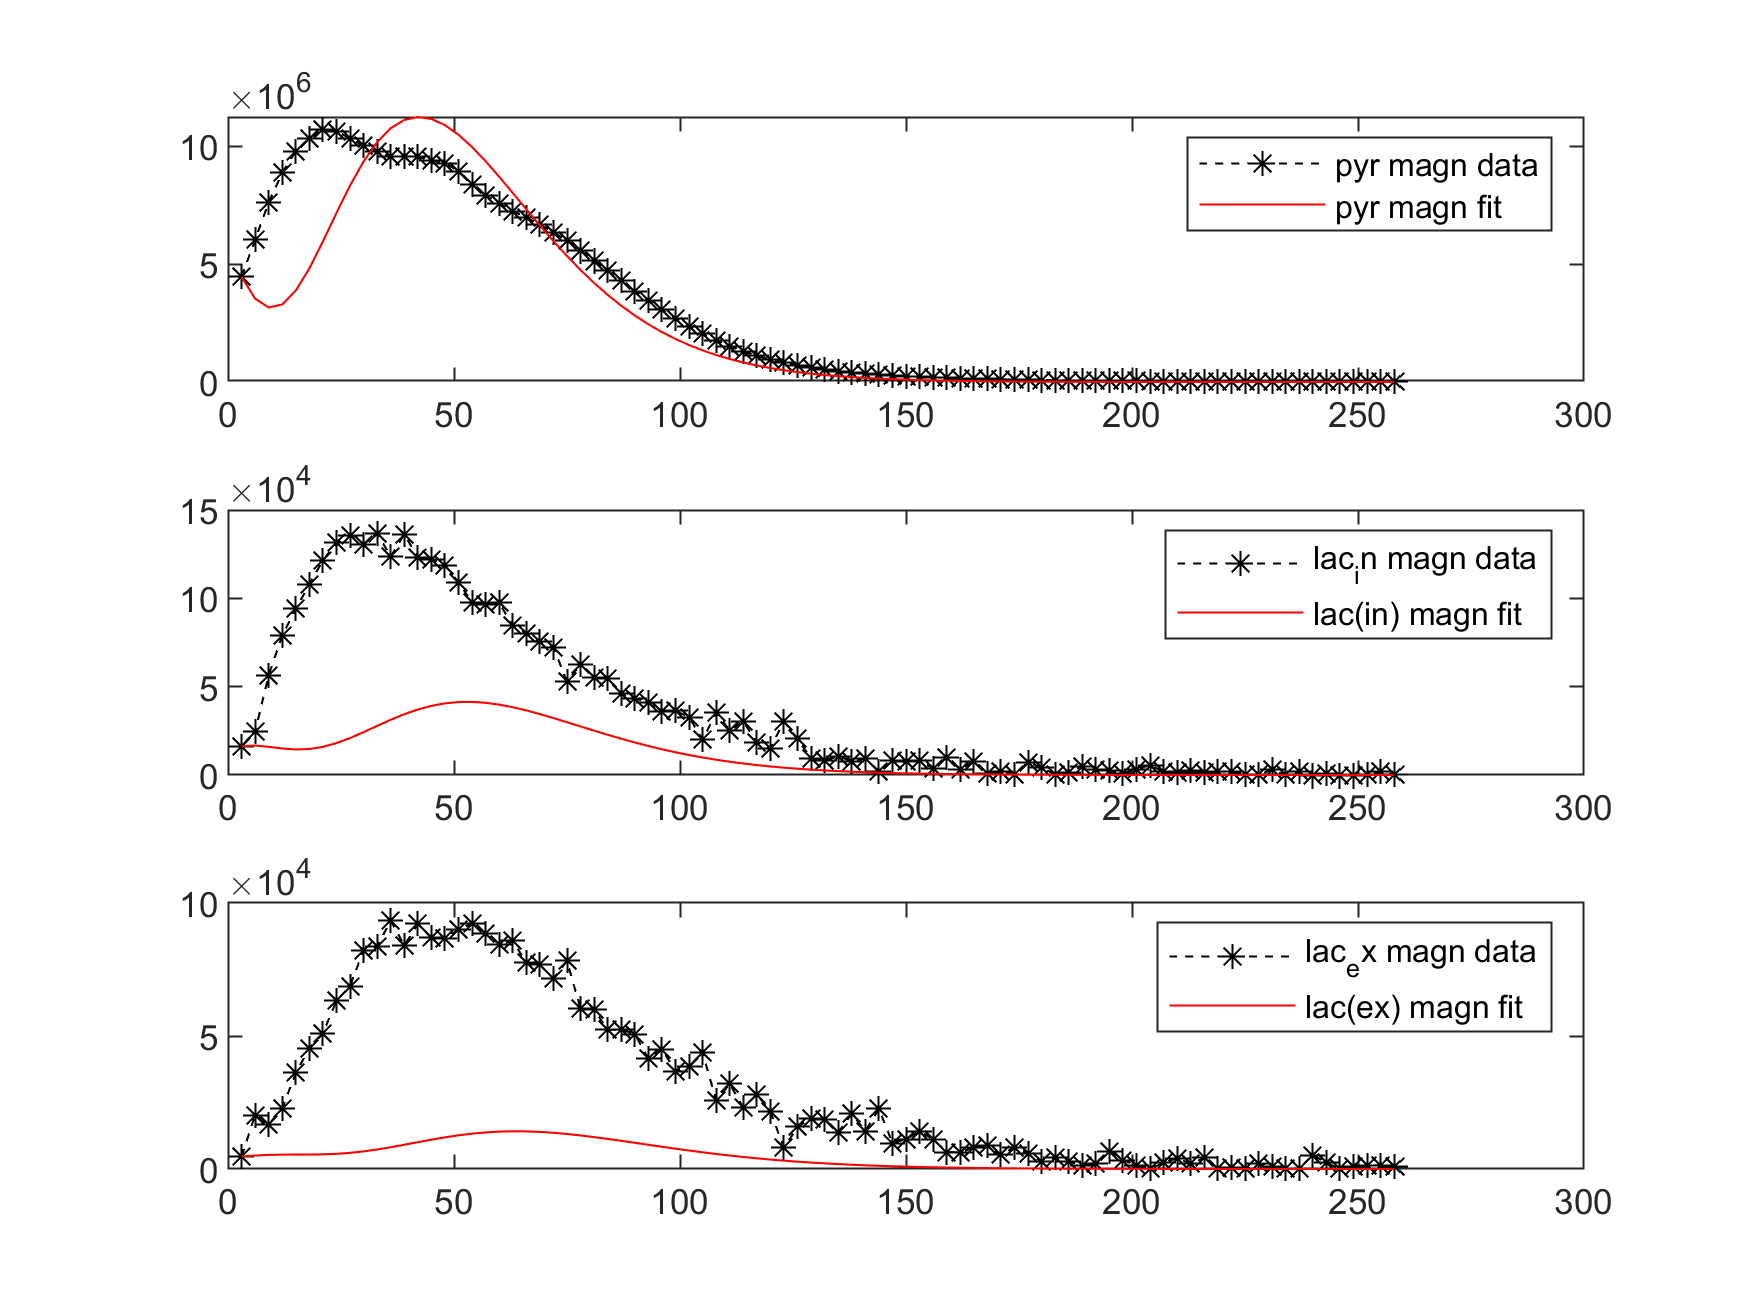 ×10^6
10
5
0
0 50 100 150 200 250 300
pyr magn data
pyr magn fit
×10^4
15
10
5
0
0 50 100 150 200 250 300
lac_in magn data
lac(in) magn fit
×10^4
10
5
0
0 50 100 150 200 250 300
lac_ex magn data
lac(ex) magn fit